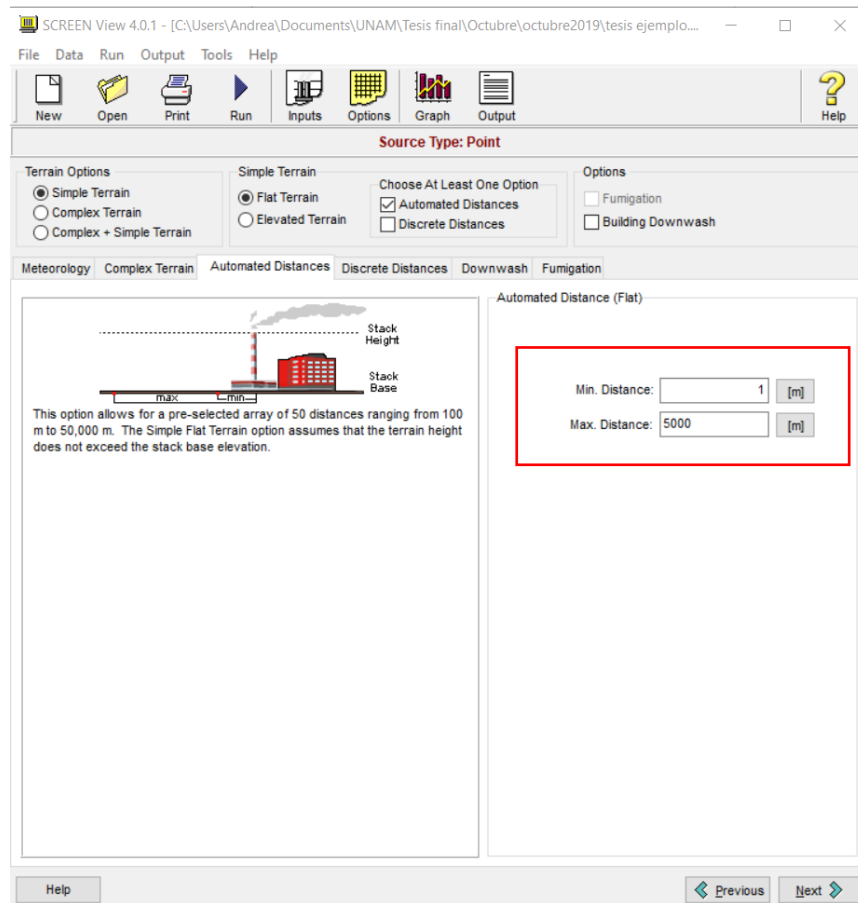 SCREEN View 4.0.1 - [C:\Users\Andrea\Documents\UNAM\Tesis final\Octubre\octubre2019\tesis ejemplo....
File Data Run Output Tools Help
New Open Print Run Inputs Options Graph Output Help
Source Type: Point
Terrain Options
Simple Terrain
Complex Terrain
Complex + Simple Terrain
Simple Terrain
Flat Terrain
Elevated Terrain
Choose At Least One Option
Automated Distances
Discrete Distances
Options
Fumigation
Building Downwash
Meteorology Complex Terrain Automated Distances Discrete Distances Downwash Fumigation
Stack
Height
Stack
Base
max min
This option allows for a pre-selected array of 50 distances ranging from 100
m to 50,000 m. The Simple Flat Terrain option assumes that the terrain height
does not exceed the stack base elevation.
Automated Distance (Flat)
Min. Distance: 1 [m]
Max. Distance: 5000 [m]
Help Previous Next